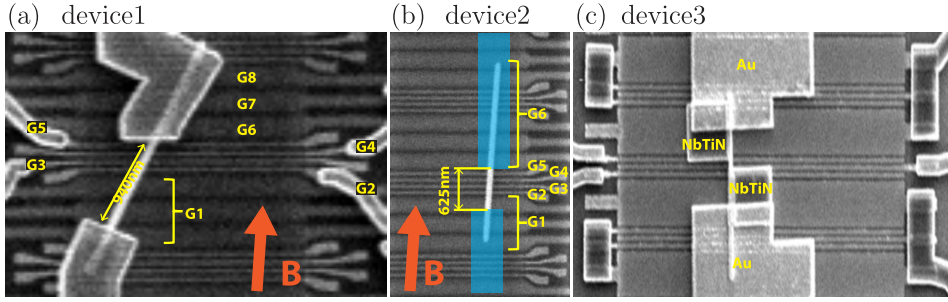 (a) device1
G8
G7
G6
G5
G3
G4
G2
940nm
G1
B
(b) device2
G6
G5
G4
G3
G2
625nm
G1
B
(c) device3
Au
NbTiN
NbTiN
Au